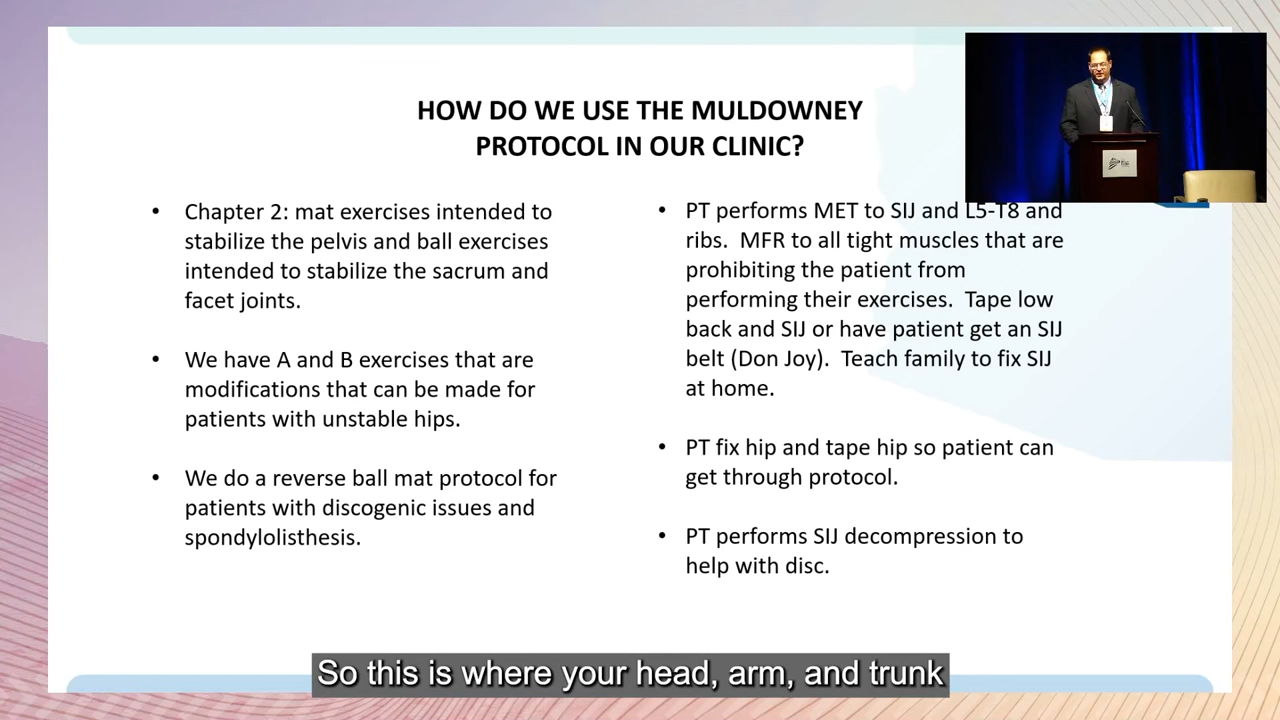 HOW DO WE USE THE MULDOWNEY
PROTOCOL IN OUR CLINIC?
• Chapter 2: mat exercises intended to
stabilize the pelvis and ball exercises
intended to stabilize the sacrum and
facet joints.
• We have A and B exercises that are
modifications that can be made for
patients with unstable hips.
• We do a reverse ball mat protocol for
patients with discogenic issues and
spondylolisthesis.
• PT performs MET to SIJ and L5-T8 and
ribs.  MFR to all tight muscles that are
prohibiting the patient from
performing their exercises.  Tape low
back and SIJ or have patient get an SIJ
belt (Don Joy).  Teach family to fix SIJ
at home.
• PT fix hip and tape hip so patient can
get through protocol.
• PT performs SIJ decompression to
help with disc.
So this is where your head, arm, and trunk